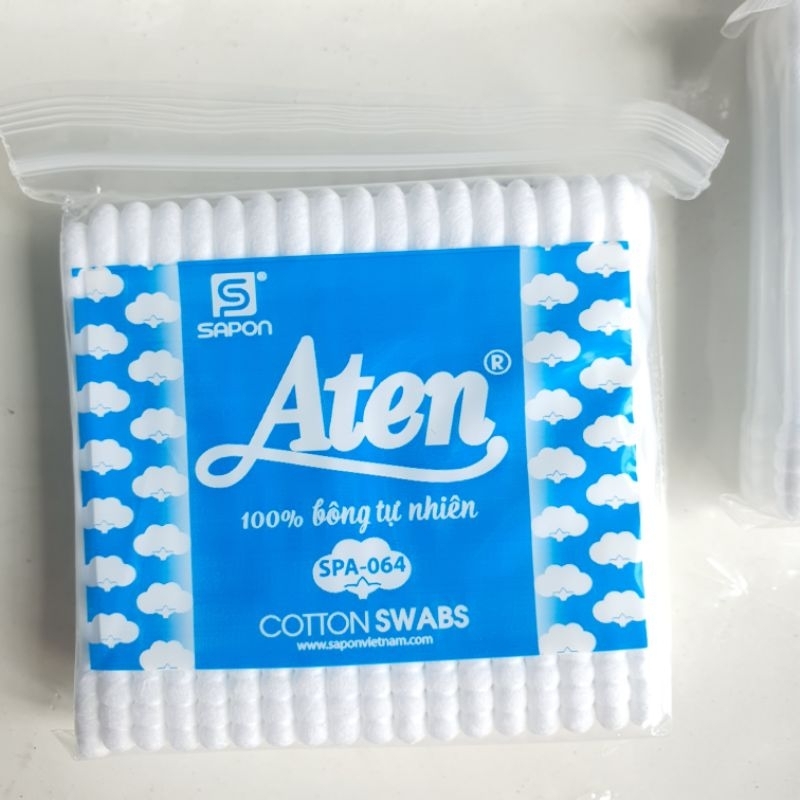 S®
SAPON
Aten®
100% bông tự nhiên
SPA-064
COTTON SWABS
www.saponvietnam.com